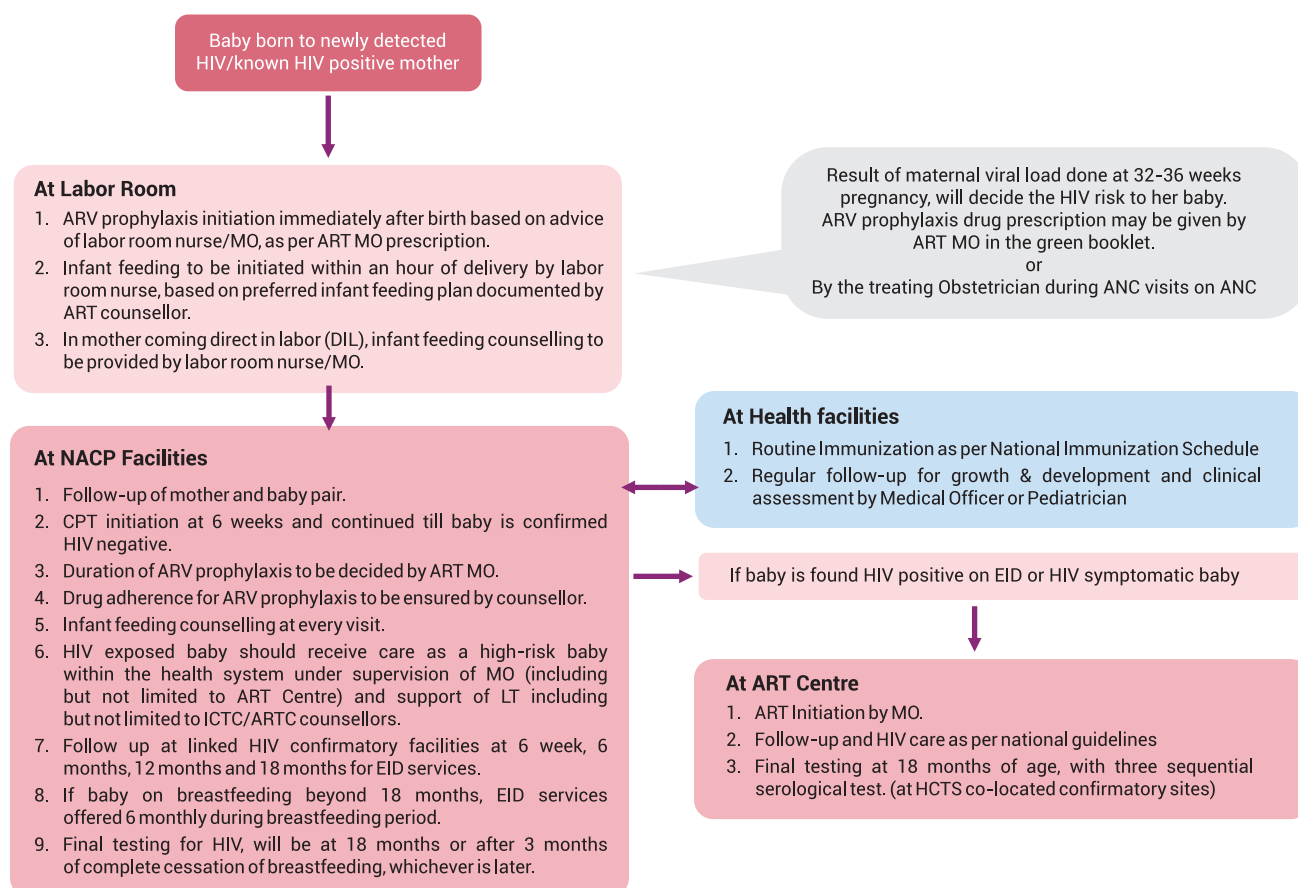 Baby born to newly detected
HIV/known HIV positive mother
At Labor Room
1. ARV prophylaxis initiation immediately after birth based on advice
of labor room nurse/MO, as per ART MO prescription.
2. Infant feeding to be initiated within an hour of delivery by labor
room nurse, based on preferred infant feeding plan documented by
ART counsellor.
3. In mother coming direct in labor (DIL), infant feeding counselling to
be provided by labor room nurse/MO.
Result of maternal viral load done at 32-36 weeks
pregnancy, will decide the HIV risk to her baby.
ARV prophylaxis drug prescription may be given by
ART MO in the green booklet.
or
By the treating Obstetrician during ANC visits on ANC
At NACP Facilities
1. Follow-up of mother and baby pair.
2. CPT initiation at 6 weeks and continued till baby is confirmed
HIV negative.
3. Duration of ARV prophylaxis to be decided by ART MO.
4. Drug adherence for ARV prophylaxis to be ensured by counsellor.
5. Infant feeding counselling at every visit.
6. HIV exposed baby should receive care as a high-risk baby
within the health system under supervision of MO (including
but not limited to ART Centre) and support of LT including
but not limited to ICTC/ARTC counsellors.
7. Follow up at linked HIV confirmatory facilities at 6 week, 6
months, 12 months and 18 months for EID services.
8. If baby on breastfeeding beyond 18 months, EID services
offered 6 monthly during breastfeeding period.
9. Final testing for HIV, will be at 18 months or after 3 months
of complete cessation of breastfeeding, whichever is later.
At Health facilities
1. Routine Immunization as per National Immunization Schedule
2. Regular follow-up for growth & development and clinical
assessment by Medical Officer or Pediatrician
If baby is found HIV positive on EID or HIV symptomatic baby
At ART Centre
1. ART Initiation by MO.
2. Follow-up and HIV care as per national guidelines
3. Final testing at 18 months of age, with three sequential
serological test. (at HCTS co-located confirmatory sites)